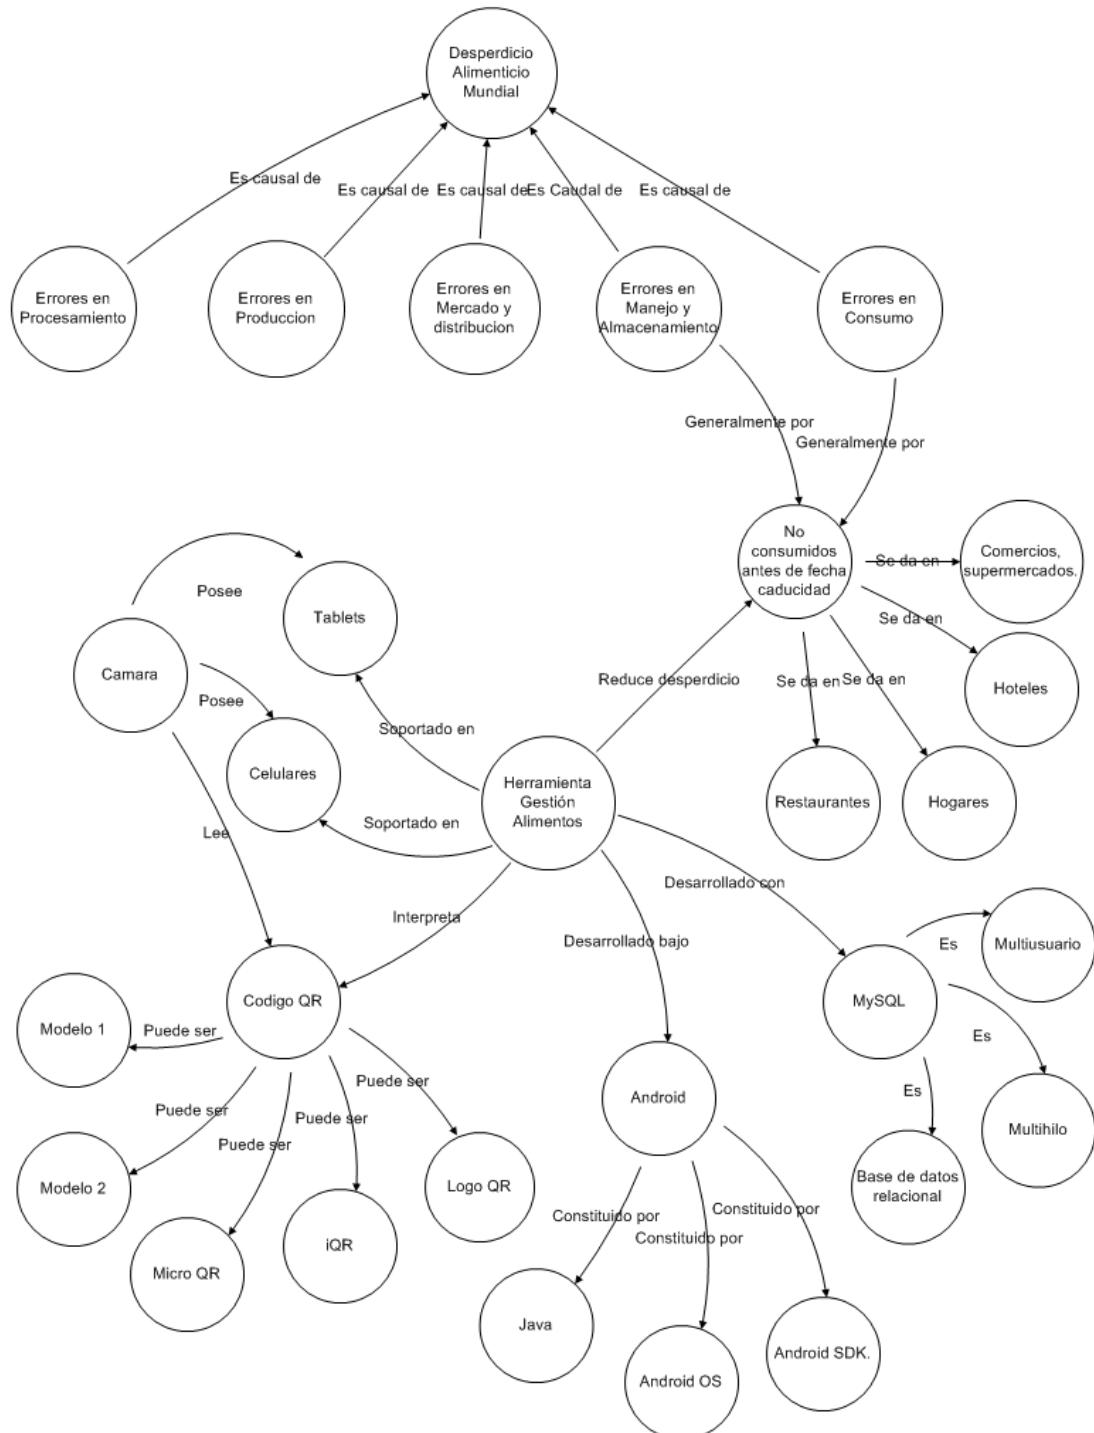 Desperdicio
Alimenticio
Mundial
Es causal de
Es causal de
Es causal de
Es Caudal de
Es causal de
Errores en
Procesamiento
Errores en
Produccion
Errores en
Mercado y
distribucion
Errores en
Manejo y
Almacenamiento
Errores en
Consumo
Generalmente por
Generalmente por
No
consumidos
antes de fecha
caducidad
Se da en
Comercios,
supermercados.
Se da en
Hoteles
Se da en
Se da en
Restaurantes
Hogares
Reduce desperdicio
Posee
Tablets
Camara
Posee
Celulares
Soportado en
Soportado en
Herramienta
Gestión
Alimentos
Lee
Interpreta
Desarrollado bajo
Desarrollado con
Codigo QR
Modelo 1
Puede ser
Puede ser
Puede ser
Puede ser
Puede ser
Modelo 2
Micro QR
iQR
Logo QR
MySQL
Es
Multiusuario
Es
Multihilo
Es
Base de datos
relacional
Android
Constituido por
Constituido por
Constituido por
Java
Android OS
Android SDK.